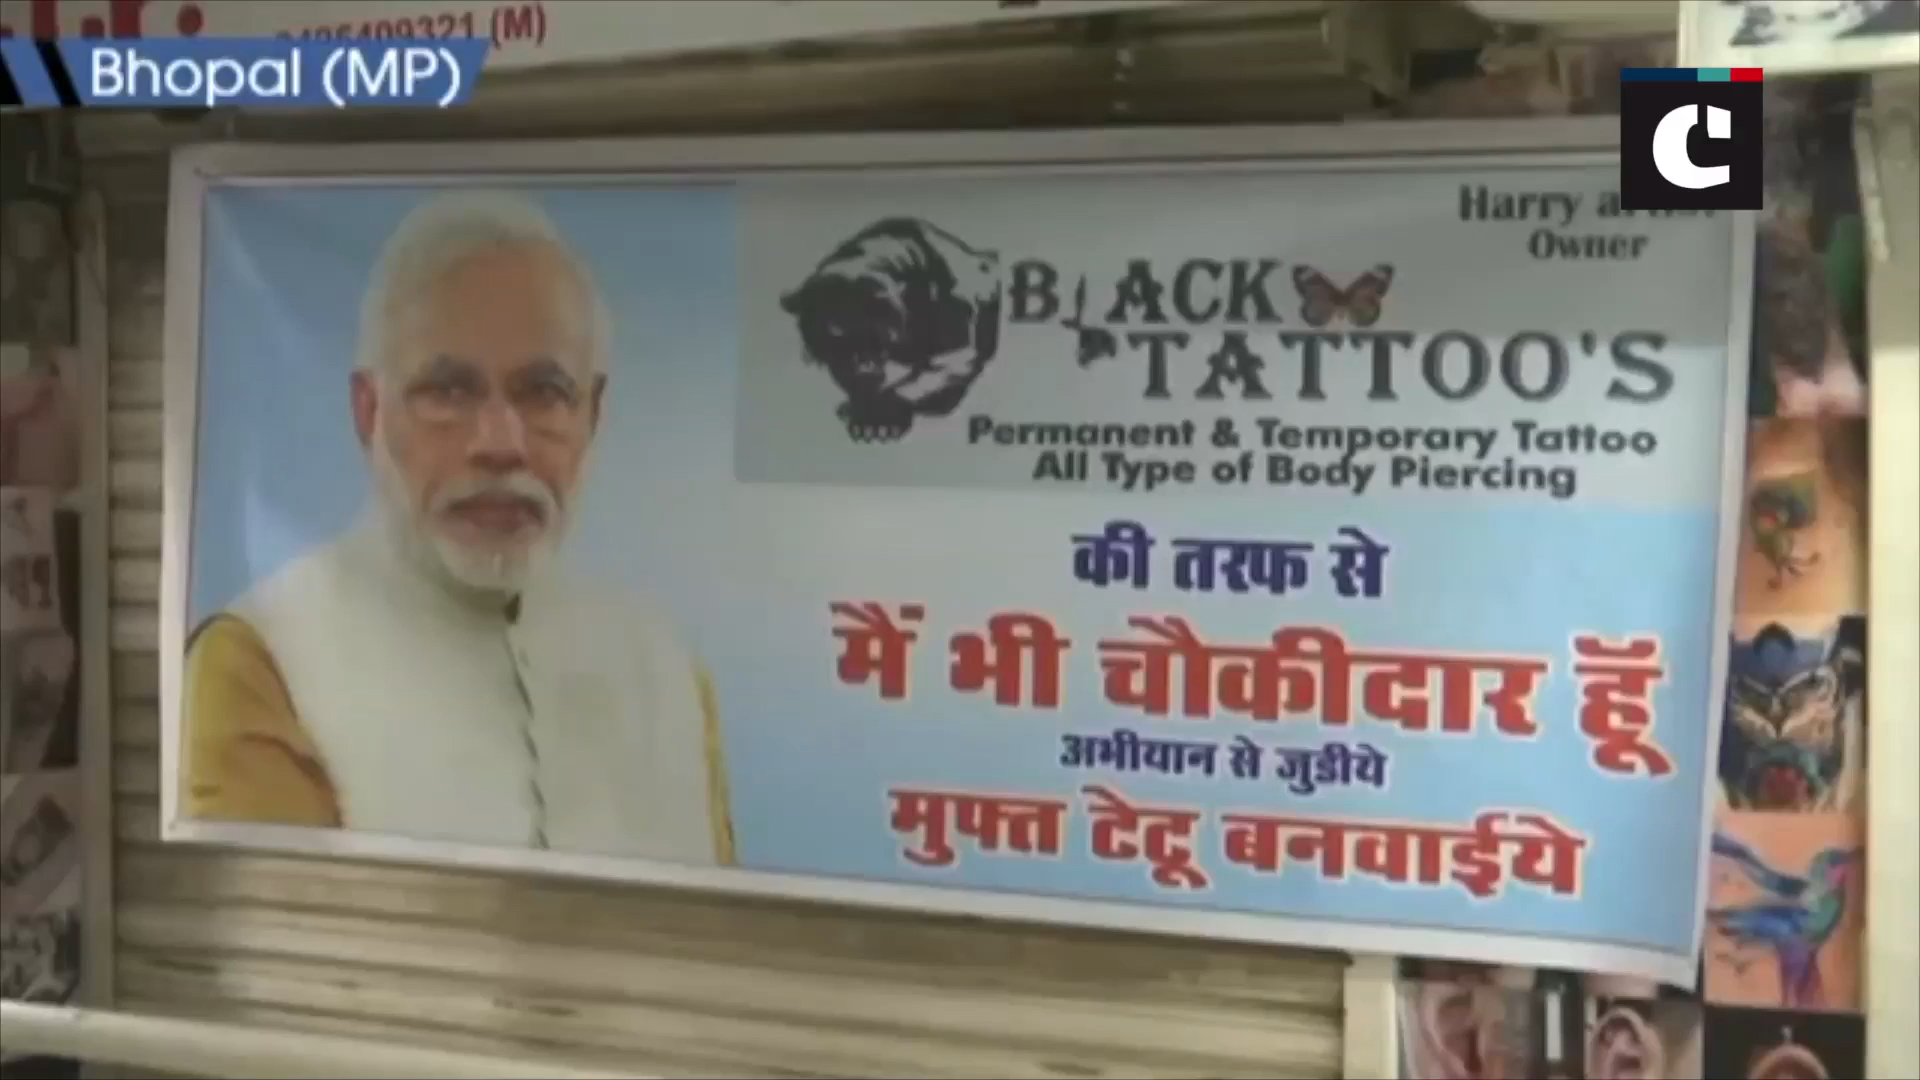 (M)
Bhopal (MP)
Harry
Owner
BLACK
TATTOO'S
Permanent & Temporary Tattoo
All Type of Body Piercing
की तरफ से
मैं भी चौकीदार हूॅं
अभीयान से जुडीये
मुफ्त टेटू बनवाईये